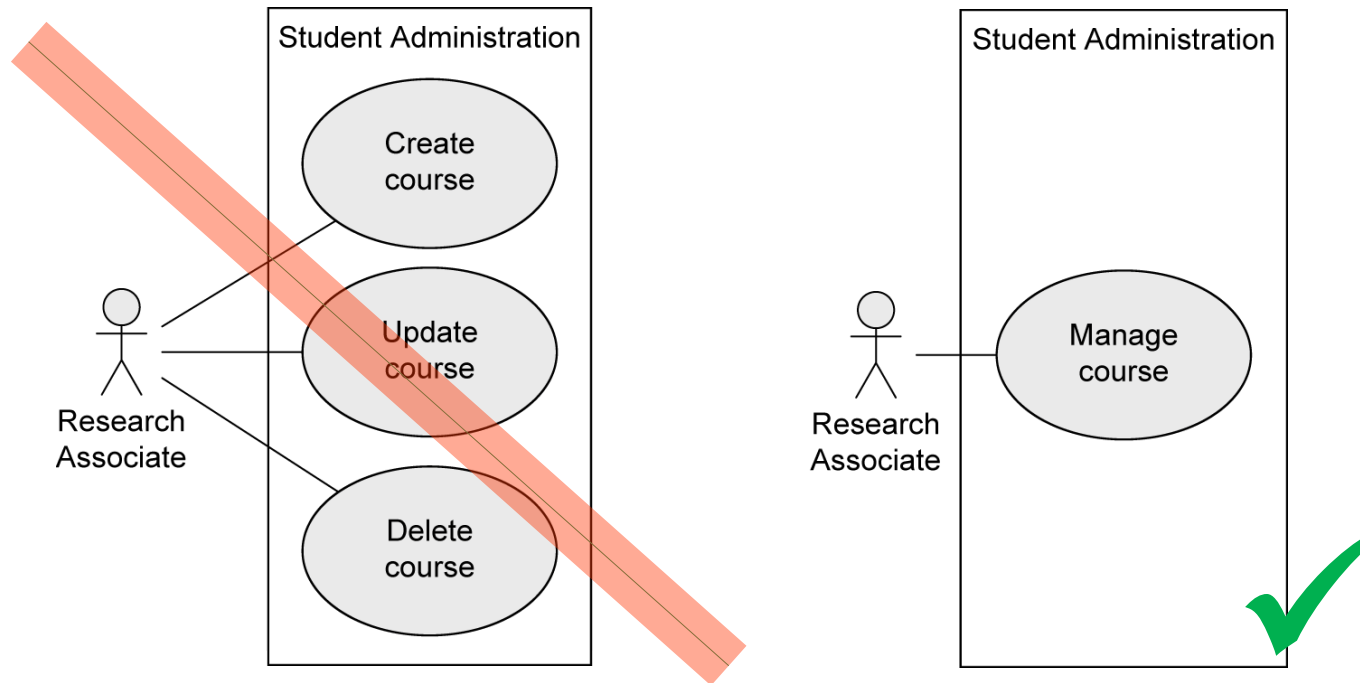 Student Administration
Create
course
Update
course
Delete
course
Research
Associate
Student Administration
Manage
course
Research
Associate